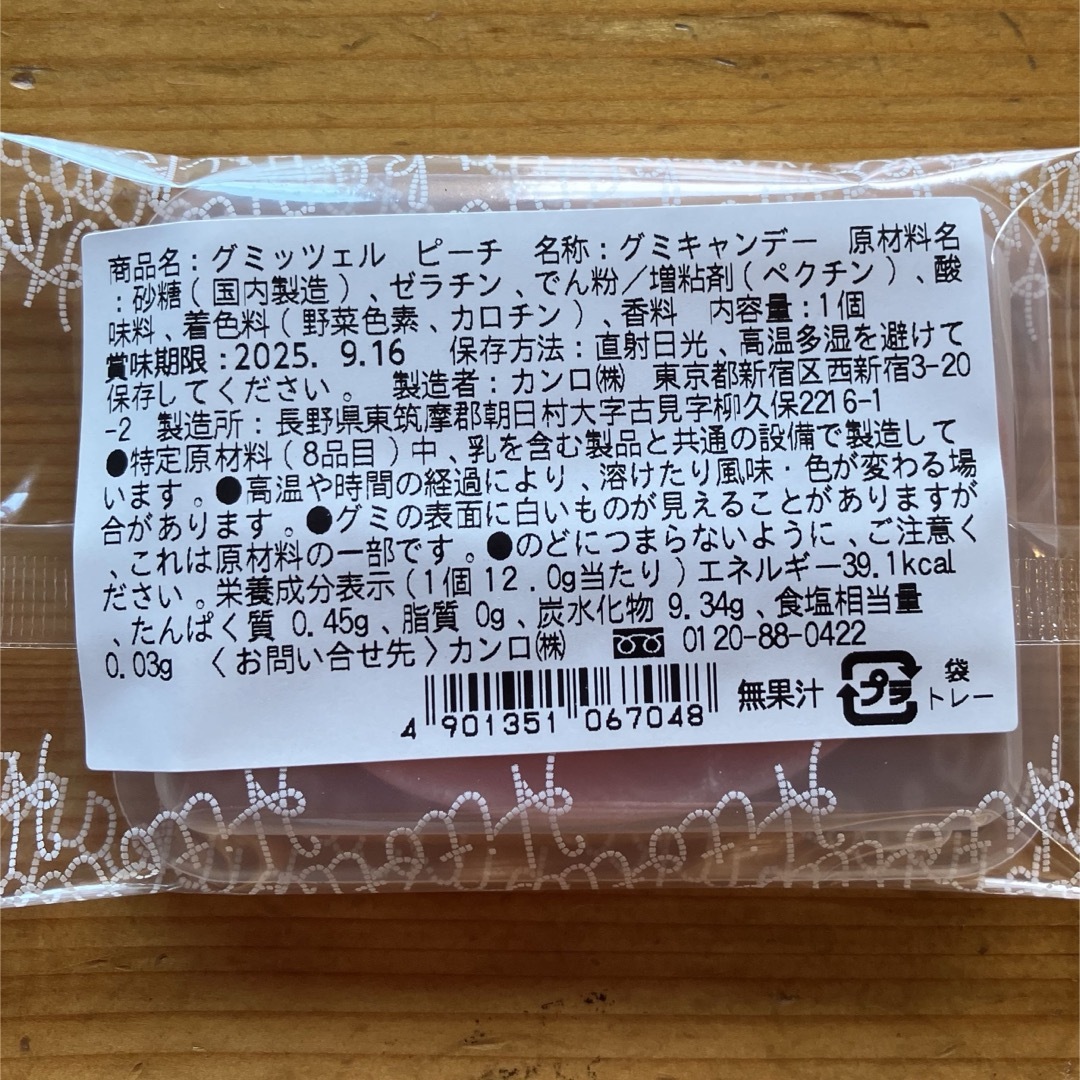 商品名：グミッツェル ピーチ 名称：グミキャンデー 原材料名
：砂糖（国内製造）、ゼラチン、でん粉／増粘剤（ペクチン）、酸
味料、着色料（野菜色素、カロチン）、香料 内容量：1個
賞味期限：2025. 9.16 保存方法：直射日光、高温多湿を避けて
保存してください。 製造者：カンロ㈱ 東京都新宿区西新宿3-20
-2 製造所：長野県東筑摩郡朝日村大字古見字柳久保2216-1
●特定原材料（8品目）中、乳を含む製品と共通の設備で製造して
います。●高温や時間の経過により、溶けたり風味・色が変わる場
合があります。●グミの表面に白いものが見えることがありますが
、これは原材料の一部です。●のどにつまらないように、ご注意く
ださい。栄養成分表示（1個 12．0g当たり）エネルギー39.1kcal
、たんぱく質 0.45g、脂質 0g、炭水化物 9.34g、食塩相当量
0.03g 〈お問い合せ先〉カンロ㈱ 0120-88-0422
4 901351 067048 無果汁 プラ 袋
トレー